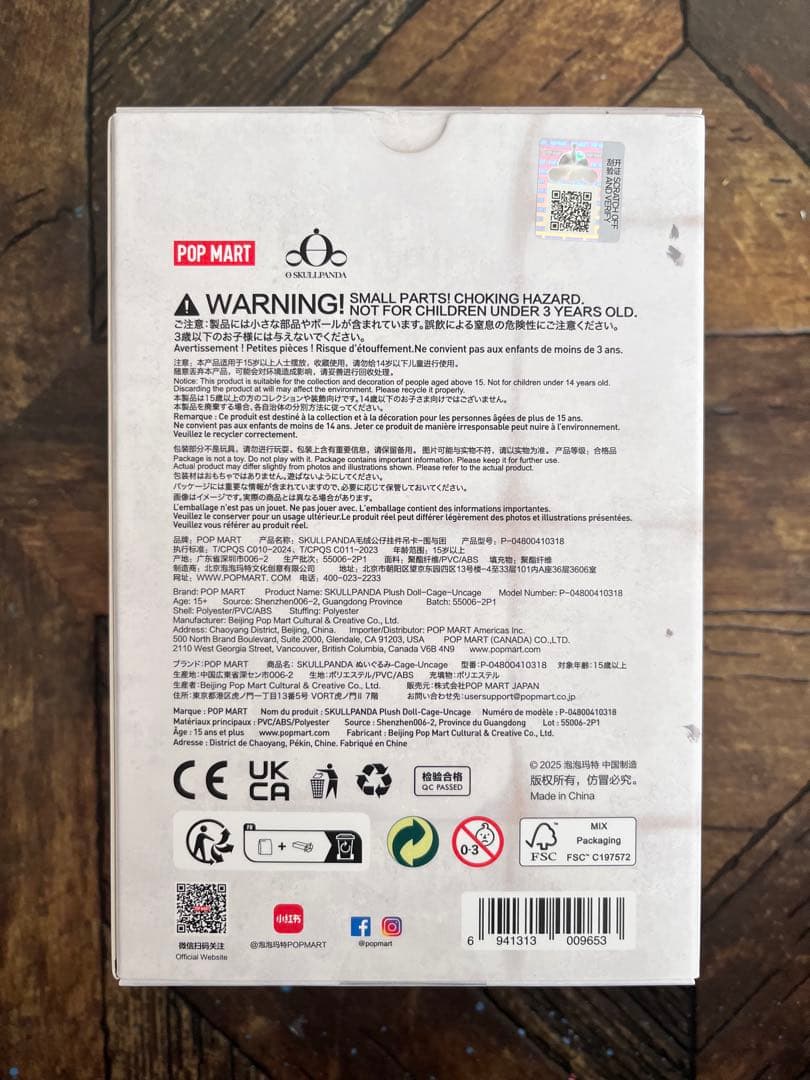 刮开验证
SCRATCH OFF
AND VERIFY
POP MART
O SKULLPANDA
WARNING! SMALL PARTS! CHOKING HAZARD.
NOT FOR CHILDREN UNDER 3 YEARS OLD.
ご注意:製品には小さな部品やボールが含まれています。誤飲による窒息の危険性にご注意ください。
3歳以下のお子様には与えないでください。
Avertissement ! Petites pièces ! Risque d'étouffement.Ne convient pas aux enfants de moins de 3 ans.
注意:本产品适用于15岁以上人士摆放,收藏使用,请勿给14岁以下儿童进行使用。
随意丢弃本产品,可能会对环境造成影响,请妥善进行回收处理。
Notice: This product is suitable for the collection and decoration of people aged above 15. Not for children under 14 years old.
Discarding the product at will may affect the environment. Please recycle it properly.
本製品は15歳以上の方のコレクションや装飾向けです。14歳以下のお子さま向けではございません。
本製品を廃棄する場合、各自治体の分別方法に従ってください。
Remarque : Ce produit est destiné à la collection et à la décoration pour les personnes âgées de plus de 15 ans.
Ne convient pas aux enfants de moins de 14 ans. Jeter ce produit de manière irresponsable peut nuire à l'environnement.
Veuillez le recycler correctement.
包装部分不是玩具,请勿进行玩耍。包装上含有重要信息,请保留备用。 图片可能与实物不符,请以实物为准。 产品等级:合格品
Package is not a toy. Do not play with it. Package contains important information. Please keep it for further use.
Actual product may differ slightly from photos and illustrations shown. Please refer to the actual product.
包装材はおもちゃではありません。遊ばないようにしてください。
パッケージには重要な情報が含まれていますので、必要に応じて保管しておいてください。
画像はイメージです。実際の商品とは異なる場合があります。
L'emballage n'est pas un jouet. Ne pas jouer avec l'emballage. L'emballage contient des informations importantes.
Veuillez le conserver pour un usage ultérieur.Le produit réel peut différer légèrement des photos et illustrations présentées.
Veuillez vous référer au produit réel.
品牌:POP MART 产品名称:SKULLPANDA毛绒公仔挂件吊卡-围与困 产品型号:P-04800410318
执行标准:T/CPQS C010-2024、T/CPQS C011-2023 年龄范围:15岁以上
产地:广东省深圳市006-2 生产批次:55006-2P1 面料:聚酯纤维/PVC/ABS 填充物:聚酯纤维
制造商:北京泡泡玛特文化创意有限公司 地址:北京市朝阳区望京东园四区13号楼-4至33层101内A座36层3606室
网址:WWW.POPMART. COM 电话:400-023-2233
Brand: POP MART Product Name: SKULLPANDA Plush Doll-Cage-Uncage Model Number: P-04800410318
Age: 15+ Source: Shenzhen006-2, Guangdong Province Batch: 55006-2P1
Shell: Polyester/PVC/ABS Stuffing: Polyester
Manufacturer: Beijing Pop Mart Cultural & Creative Co., Ltd.
Address: Chaoyang District, Beijing, China. Importer/Distributor: POP MART Americas Inc.
500 North Brand Boulevard, Suite 2000, Glendale, CA 91203, USA POP MART (CANADA) CO.,LTD.
2110 West Georgia Street, Vancouver, British Columbia, Canada V6B 4N9 www.popmart.com
ブランド:POP MART 商品名:SKULLPANDA ぬいぐるみ-Cage-Uncage 型番:P-04800410318 対象年齢:15歳以上
生産地:中国広東省深セン市006-2 生地:ポリエステル/PVC/ABS 充填物:ポリエステル
生産者:Beijing Pop Mart Cultural & Creative Co., Ltd. 販売元:株式会社POP MART JAPAN
住所:東京都港区虎ノ門一丁目13番5号 VORT虎ノ門Ⅱ 7階 お問い合わせ先:usersupport@popmart.co.jp
Marque : POP MART Nom du produit : SKULLPANDA Plush Doll-Cage-Uncage Numéro de modèle : P-04800410318
Matériaux principaux : PVC/ABS/Polyester Source : Shenzhen006-2, Province du Guangdong Lot : 55006-2P1
Âge : 15 ans et plus www.popmart.com Fabricant : Beijing Pop Mart Cultural & Creative Co., Ltd.
Adresse : District de Chaoyang, Pékin, Chine. Fabriqué en Chine
CE
UK
CA
检验合格
QC PASSED
© 2025 泡泡玛特 中国制造
版权所有,仿冒必究。
Made in China
FR
+
0-3
FSC
MIX
Packaging
FSC™ C197572
POP MART
微信扫码关注
Official Website
小红书
@泡泡玛特POPMART
@popmart
6 941313 009653